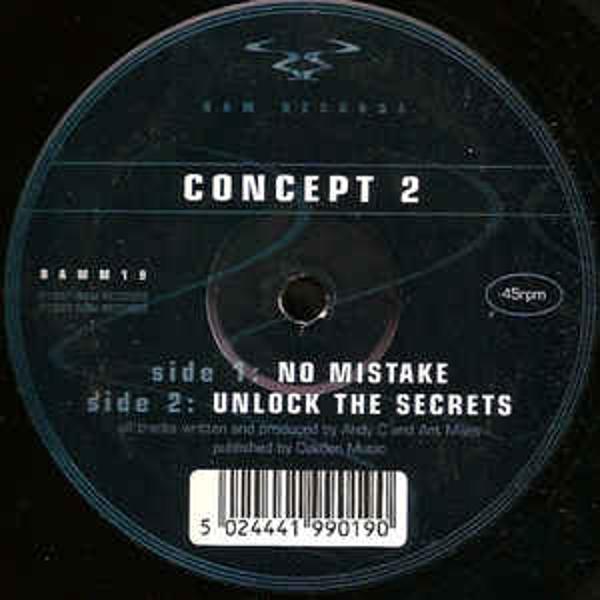 RAM RECORDS
CONCEPT 2
RAMM19
45rpm
side 1: NO MISTAKE
side 2: UNLOCK THE SECRETS
all tracks written and produced by Andy C and Ant Miles
published by Music
5 024441 990190